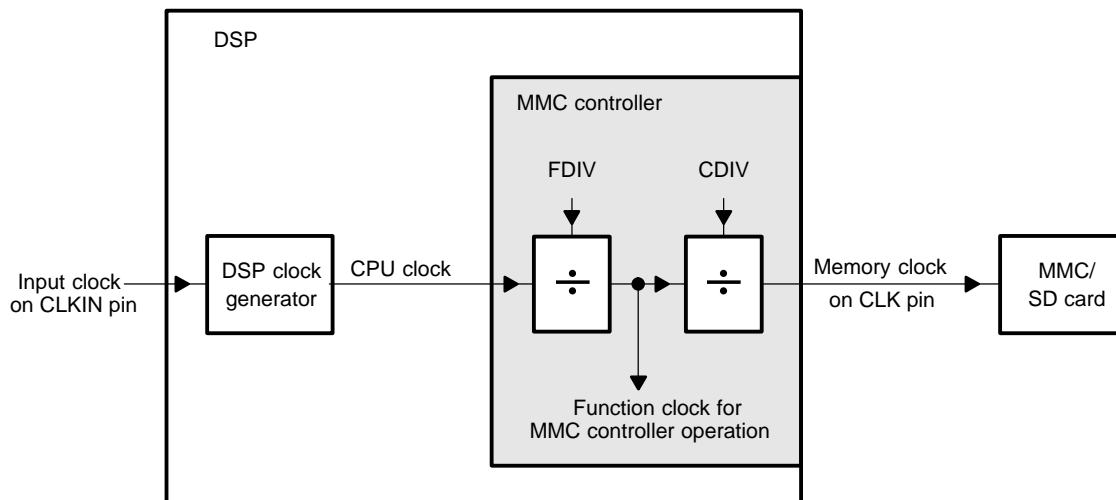 DSP
MMC controller
FDIV
CDIV
Input clock
on CLKIN pin
DSP clock
generator
CPU clock
÷
÷
Memory clock
on CLK pin
MMC/
SD card
Function clock for
MMC controller operation